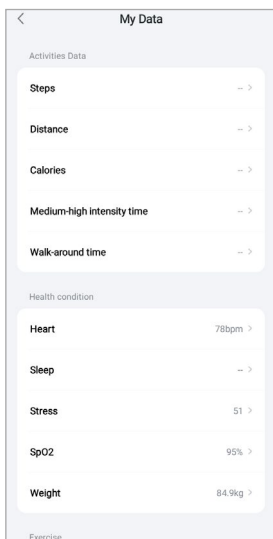 My Data
Activities Data
Steps --
Distance --
Calories --
Medium-high intensity time --
Walk-around time --
Health condition
Heart 78bpm
Sleep --
Stress 51
SpO2 95%
Weight 84.9kg
Exercise